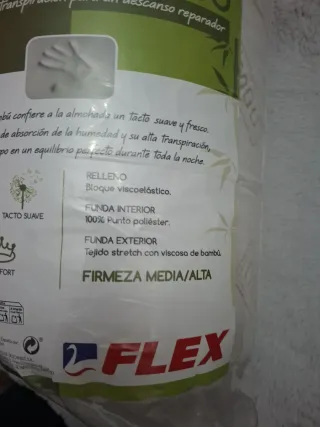 para un descanso reparador
bú confiere a la almohada un tacto suave y fresco.
de absorción de la humedad y su alta transpiración,
po en un equilibrio perfecto durante toda la noche.
RELLENO
Bloque viscoelástico.
FUNDA INTERIOR
100% Punto poliéster.
TACTO SUAVE
FUNDA EXTERIOR
Tejido stretch con viscosa de bambú.
FORT
FIRMEZA MEDIA/ALTA
FLEX